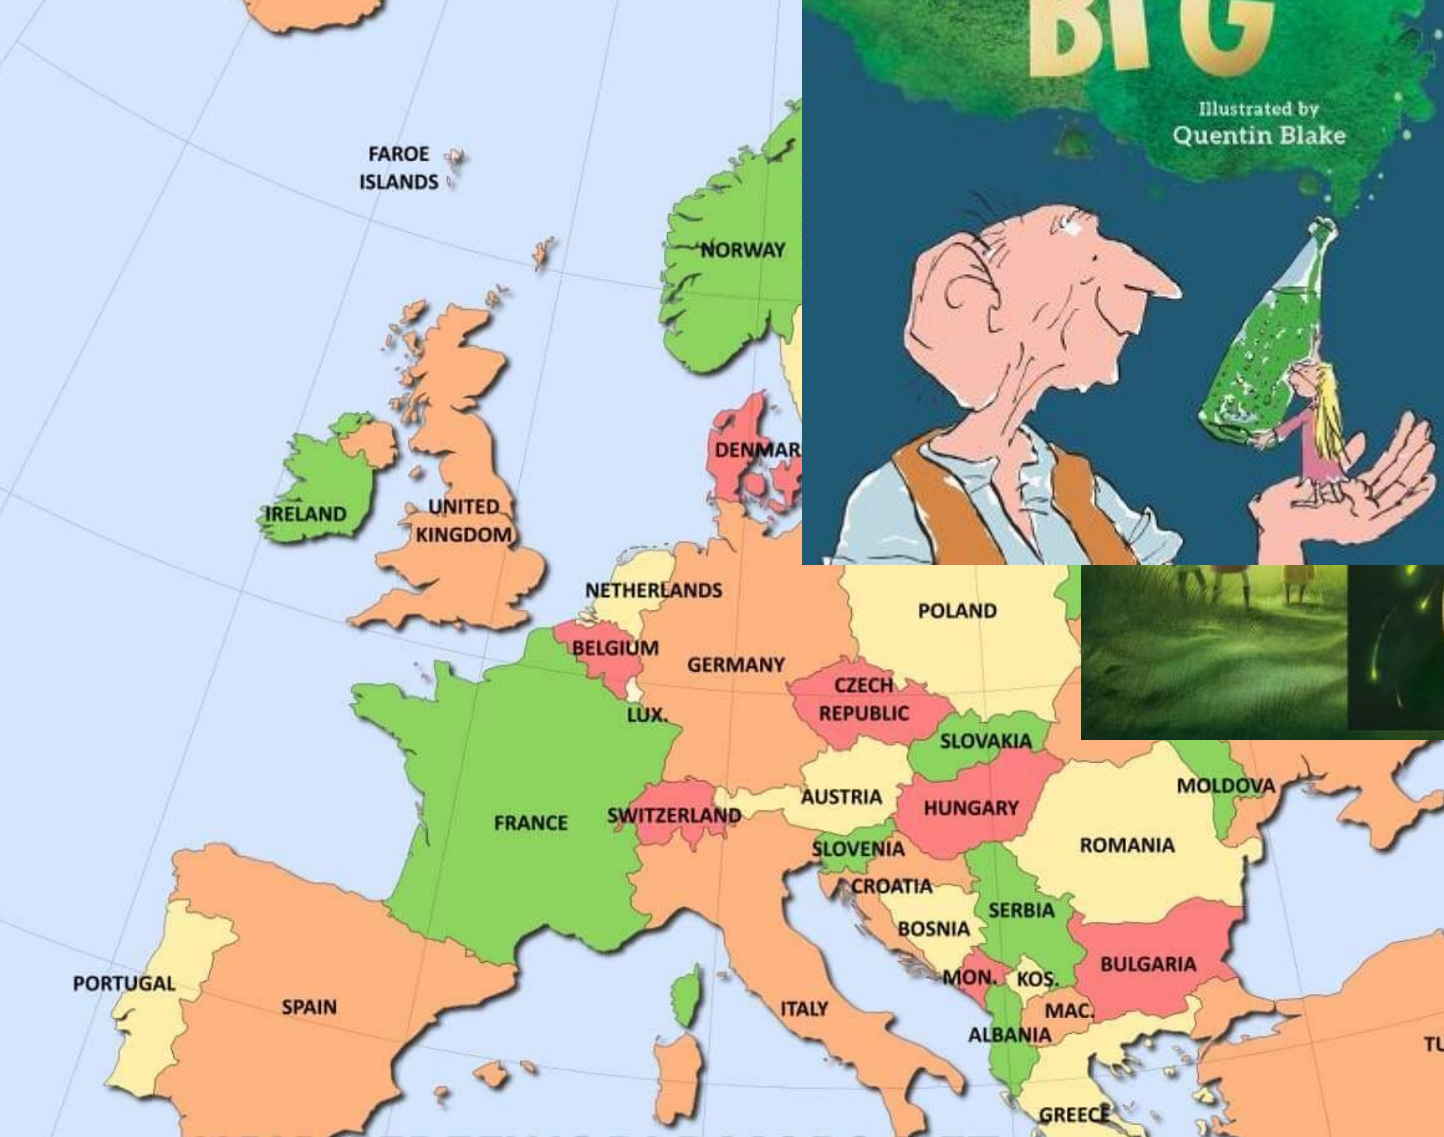 BIG
Illustrated by
Quentin Blake
FAROE
ISLANDS
NORWAY
DENMAR
IRELAND
UNITED
KINGDOM
NETHERLANDS
POLAND
BELGIUM
GERMANY
CZECH
REPUBLIC
LUX.
SLOVAKIA
MOLDOVA
AUSTRIA
SWITZERLAND
HUNGARY
FRANCE
ROMANIA
SLOVENIA
CROATIA
SERBIA
BOSNIA
BULGARIA
MON.
KOS.
PORTUGAL
SPAIN
ITALY
MAC.
ALBANIA
TU
GREECE